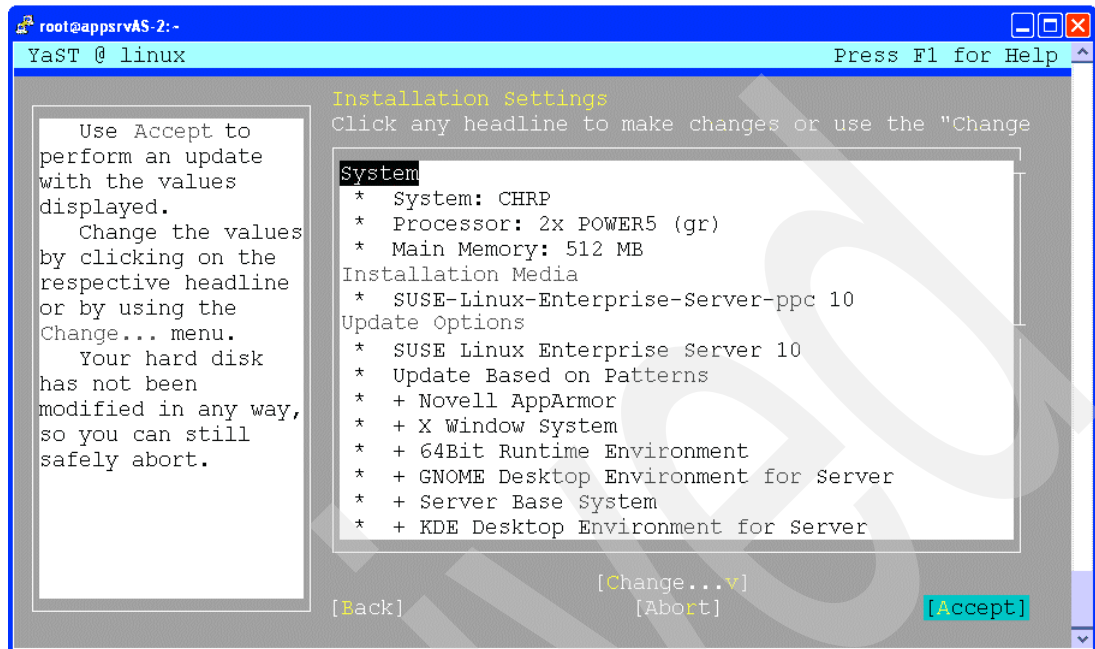 root@appsrvAS-2:~
YaST @ linux Press F1 for Help
Installation Settings
Click any headline to make changes or use the "Change
Use Accept to
perform an update
with the values
displayed.
Change the values
by clicking on the
respective headline
or by using the
Change... menu.
Your hard disk
has not been
modified in any way,
so you can still
safely abort.
System
* System: CHRP
* Processor: 2x POWER5 (gr)
* Main Memory: 512 MB
Installation Media
* SUSE-Linux-Enterprise-Server-ppc 10
Update Options
* SUSE Linux Enterprise Server 10
* Update Based on Patterns
* + Novell AppArmor
* + X Window System
* + 64Bit Runtime Environment
* + GNOME Desktop Environment for Server
* + Server Base System
* + KDE Desktop Environment for Server
[Change...v]
[Back] [Abort] [Accept]